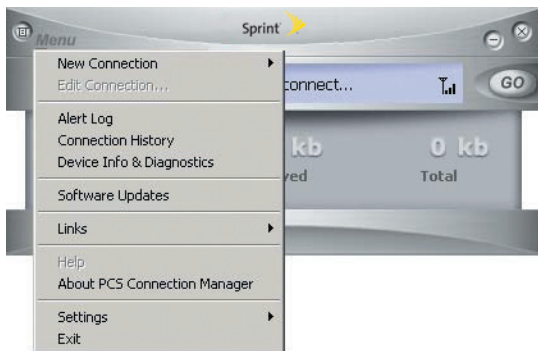 Sprint
Menu
New Connection
Edit Connection...
connect...
GO
Alert Log
Connection History
Device Info & Diagnostics
kb
0 kb
Total
Software Updates
Links
Help
About PCS Connection Manager
Settings
Exit